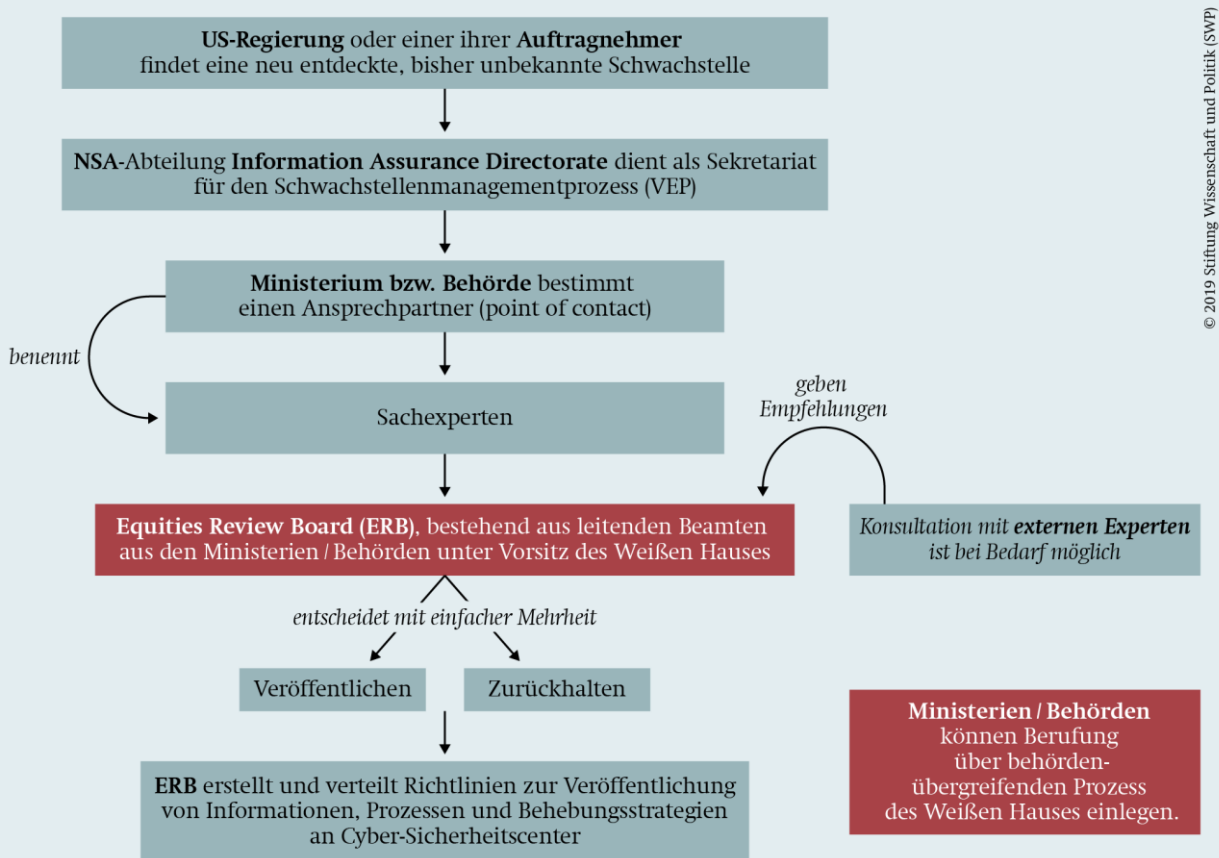 US-Regierung oder einer ihrer Auftragnehmer
findet eine neu entdeckte, bisher unbekannte Schwachstelle
NSA-Abteilung Information Assurance Directorate dient als Sekretariat
für den Schwachstellenmanagementprozess (VEP)
Ministerium bzw. Behörde bestimmt
einen Ansprechpartner (point of contact)
benennt
Sachexperten
geben
Empfehlungen
Equities Review Board (ERB), bestehend aus leitenden Beamten
aus den Ministerien / Behörden unter Vorsitz des Weißen Hauses
Konsultation mit externen Experten
ist bei Bedarf möglich
entscheidet mit einfacher Mehrheit
Veröffentlichen
Zurückhalten
ERB erstellt und verteilt Richtlinien zur Veröffentlichung
von Informationen, Prozessen und Behebungsstrategien
an Cyber-Sicherheitscenter
Ministerien / Behörden
können Berufung
über behörden-
übergreifenden Prozess
des Weißen Hauses einlegen.
© 2019 Stiftung Wissenschaft und Politik (SWP)